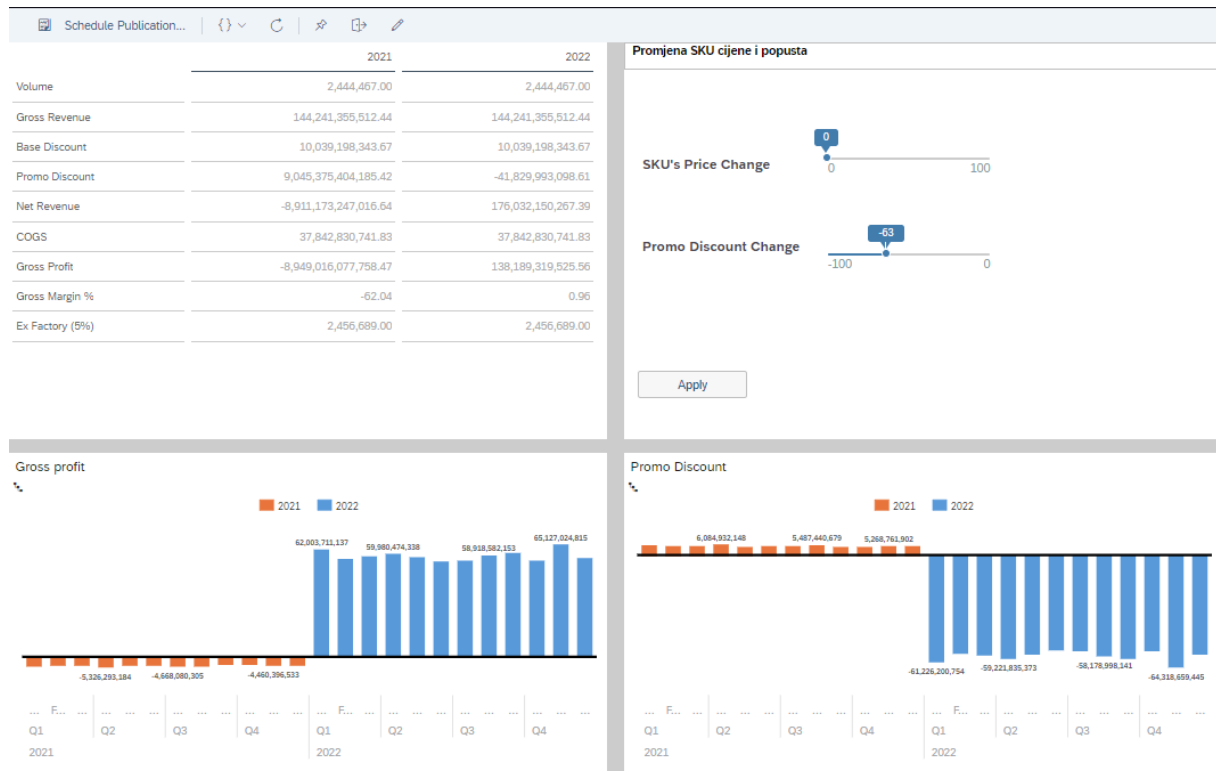 Schedule Publication...
2021 2022
Volume 2,444,467.00 2,444,467.00
Gross Revenue 144,241,355,512.44 144,241,355,512.44
Base Discount 10,039,198,343.67 10,039,198,343.67
Promo Discount 9,045,375,404,185.42 -41,829,993,098.61
Net Revenue -8,911,173,247,016.64 176,032,150,267.39
COGS 37,842,830,741.83 37,842,830,741.83
Gross Profit -8,949,016,077,758.47 138,189,319,525.56
Gross Margin % -62.04 0.96
Ex Factory (5%) 2,456,689.00 2,456,689.00
Promjena SKU cijene i popusta
0
SKU's Price Change
0 100
-63
Promo Discount Change
-100 0
Apply
Gross profit
2021 2022
62,003,711,137 59,980,474,338 58,918,582,153 65,127,024,815
-5,326,293,184 -4,668,080,305 -4,460,396,533
... F... ... ... ... ... ... ... ... ... ... ... ... F... ... ... ... ... ... ... ... ... ... ...
Q1 Q2 Q3 Q4 Q1 Q2 Q3 Q4
2021 2022
Promo Discount
2021 2022
6,084,932,148 5,487,440,679 5,268,761,902
-61,226,200,754 -59,221,835,373 -58,178,998,141 -64,318,659,445
... F... ... ... ... ... ... ... ... ... ... ... ... F... ... ... ... ... ... ... ... ... ... ...
Q1 Q2 Q3 Q4 Q1 Q2 Q3 Q4
2021 2022